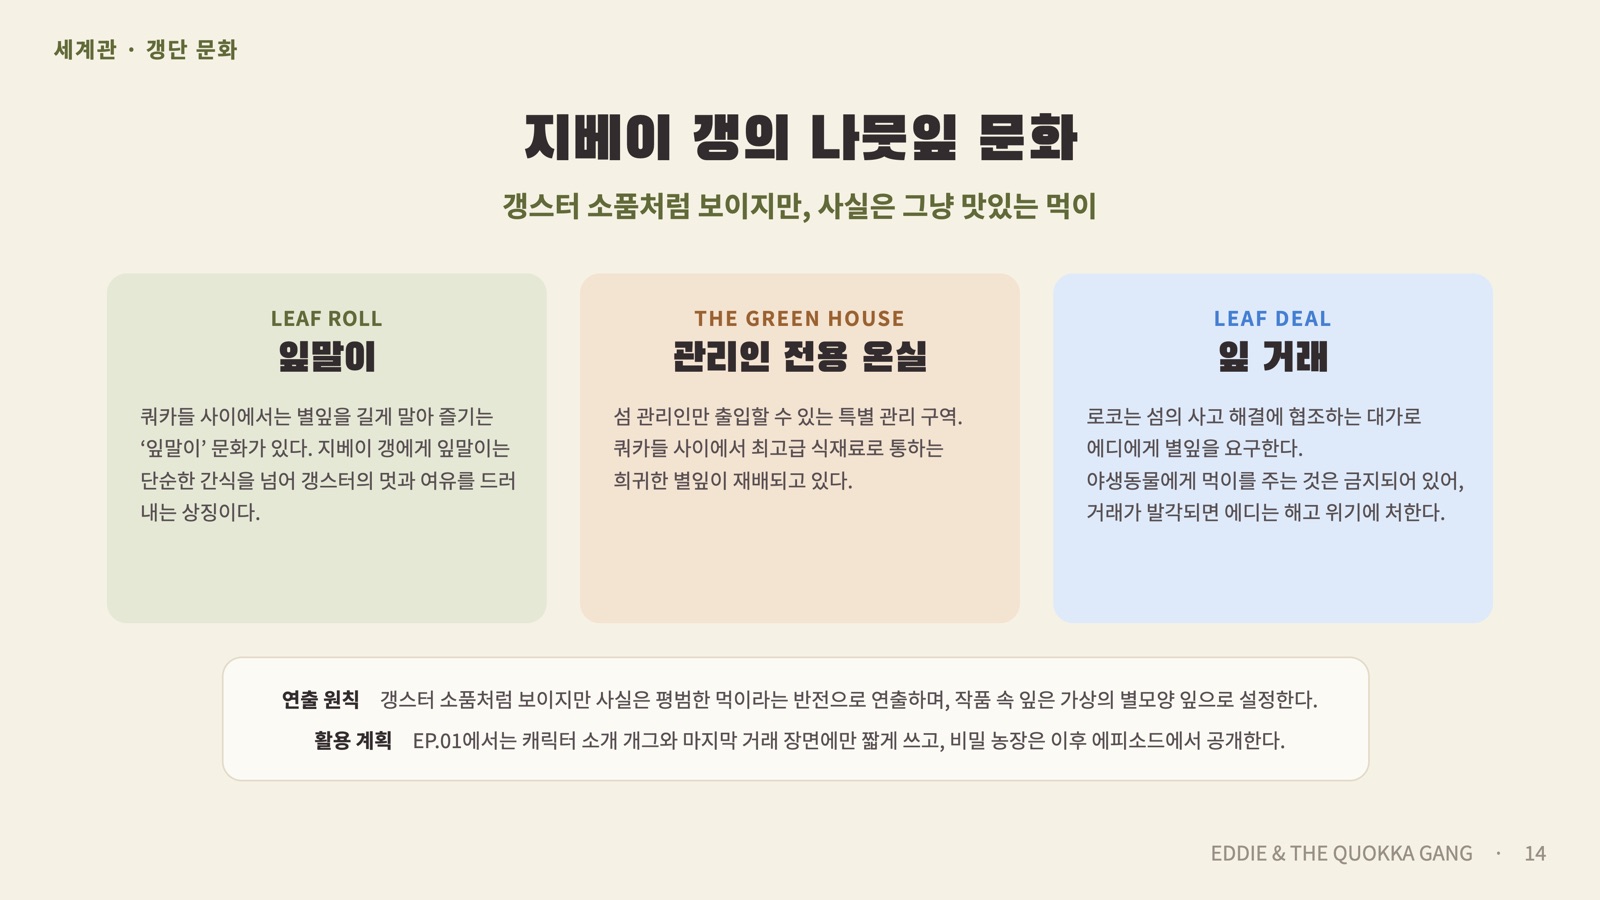 세계관 · 갱단 문화
지베이 갱의 나뭇잎 문화
갱스터 소품처럼 보이지만, 사실은 그냥 맛있는 먹이
LEAF ROLL
잎말이
쿼카들 사이에서는 별잎을 길게 말아 즐기는
‘잎말이’ 문화가 있다. 지베이 갱에게 잎말이는
단순한 간식을 넘어 갱스터의 멋과 여유를 드러
내는 상징이다.
THE GREEN HOUSE
관리인 전용 온실
섬 관리인만 출입할 수 있는 특별 관리 구역.
쿼카들 사이에서 최고급 식재료로 통하는
희귀한 별잎이 재배되고 있다.
LEAF DEAL
잎 거래
로코는 섬의 사고 해결에 협조하는 대가로
에디에게 별잎을 요구한다.
야생동물에게 먹이를 주는 것은 금지되어 있어,
거래가 발각되면 에디는 해고 위기에 처한다.
연출 원칙 갱스터 소품처럼 보이지만 사실은 평범한 먹이라는 반전으로 연출하며, 작품 속 잎은 가상의 별모양 잎으로 설정한다.
활용 계획 EP.01에서는 캐릭터 소개 개그와 마지막 거래 장면에만 짧게 쓰고, 비밀 농장은 이후 에피소드에서 공개한다.
EDDIE & THE QUOKKA GANG · 14